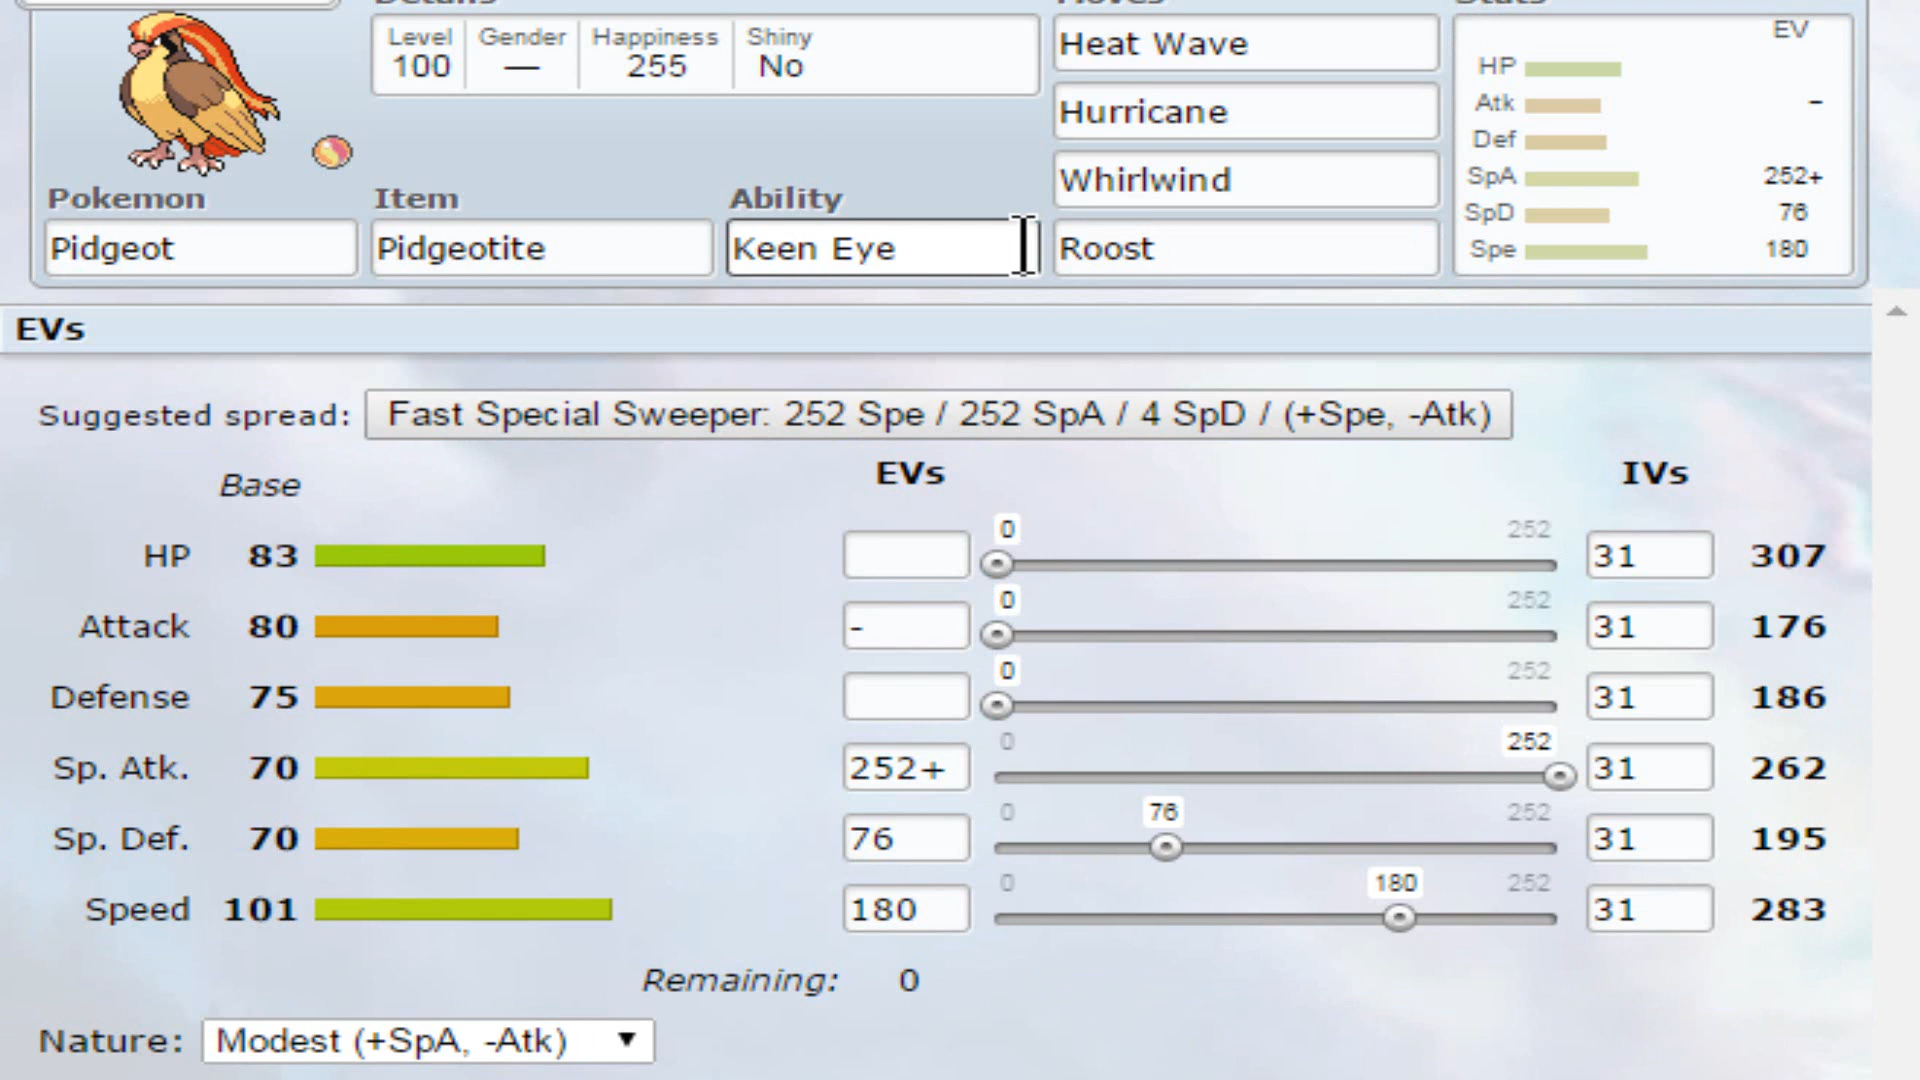 Details
Moves
Stats
Level Gender Happiness Shiny
100 — 255 No
Heat Wave
Hurricane
Whirlwind
Roost
EV
HP
Atk -
Def
SpA 252+
SpD 76
Spe 180
Pokemon Item Ability
Pidgeot Pidgeotite Keen Eye
EVs
Suggested spread: Fast Special Sweeper: 252 Spe / 252 SpA / 4 SpD / (+Spe, -Atk)
Base EVs IVs
HP 83 0 252 31 307
Attack 80 - 0 252 31 176
Defense 75 0 252 31 186
Sp. Atk. 70 252+ 0 252 31 262
Sp. Def. 70 76 0 76 252 31 195
Speed 101 180 0 180 252 31 283
Remaining: 0
Nature: Modest (+SpA, -Atk)